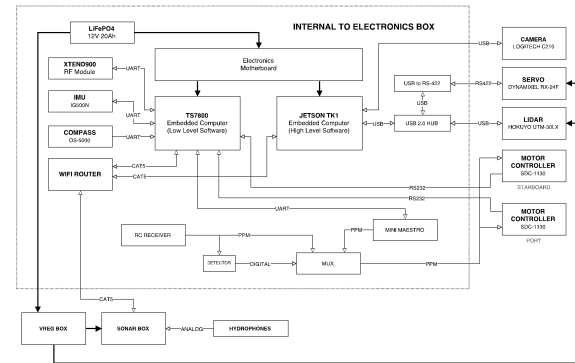 LiFePO4
12V 20Ah
INTERNAL TO ELECTRONICS BOX
CAMERA
LOGITECH C210
USB
XTEND900
RF Module
UART
Electronics
Motherboard
USB to RS-422
RS422
SERVO
DYNAMIXEL RX-24F
IMU
IG500N
UART
TS7800
Embedded Computer
(Low Level Software)
JETSON TK1
Embedded Computer
(High Level Software)
USB
USB
USB 2.0 HUB
USB
LIDAR
HOKUYO UTM-30LX
COMPASS
OS-5000
UART
CAT5
CAT5
WIFI ROUTER
MOTOR
CONTROLLER
SDC-1130
STARBOARD
RS232
RS232
UART
MOTOR
CONTROLLER
SDC-1130
PORT
RC RECEIVER
PPM
PPM
MINI MAESTRO
DETECTOR
DIGITAL
MUX
PPM
CAT5
VREG BOX
SONAR BOX
ANALOG
HYDROPHONES